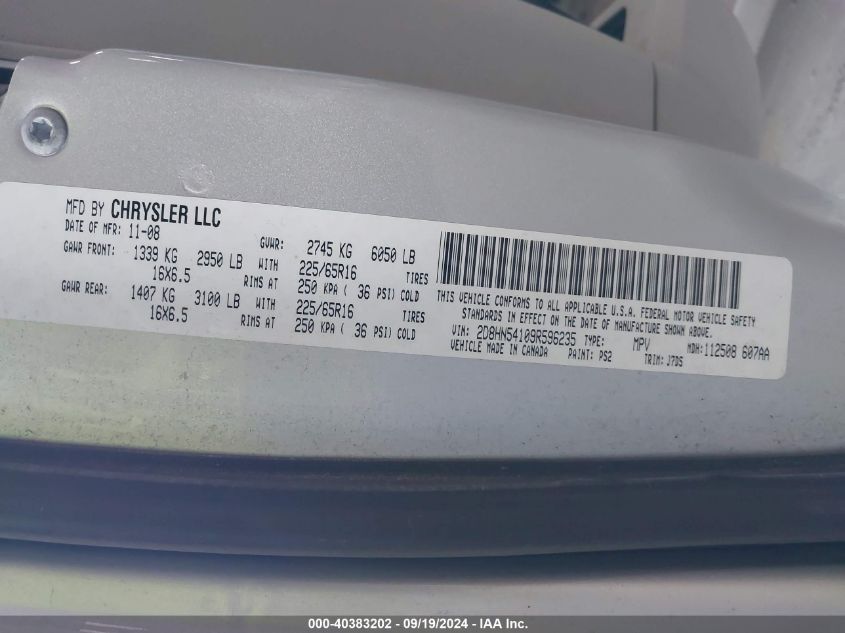 MFD BY CHRYSLER LLC
DATE OF MFR: 11-08 GVWR: 2745 KG 6050 LB
GAWR FRONT: 1339 KG 2950 LB WITH 225/65R16 TIRES
16X6.5 RIMS AT 250 KPA ( 36 PSI) COLD
GAWR REAR: 1407 KG 3100 LB WITH 225/65R16 TIRES
16X6.5 RIMS AT 250 KPA ( 36 PSI) COLD
THIS VEHICLE CONFORMS TO ALL APPLICABLE U.S.A. FEDERAL MOTOR VEHICLE SAFETY
STANDARDS IN EFFECT ON THE DATE OF MANUFACTURE SHOWN ABOVE.
VIN: 2D8HN54109R596235 TYPE: MPV MDH: 112508 607AA
VEHICLE MADE IN CANADA PAINT: PS2 TRIM: J7DS
000-40383202 - 09/19/2024 - IAA Inc.